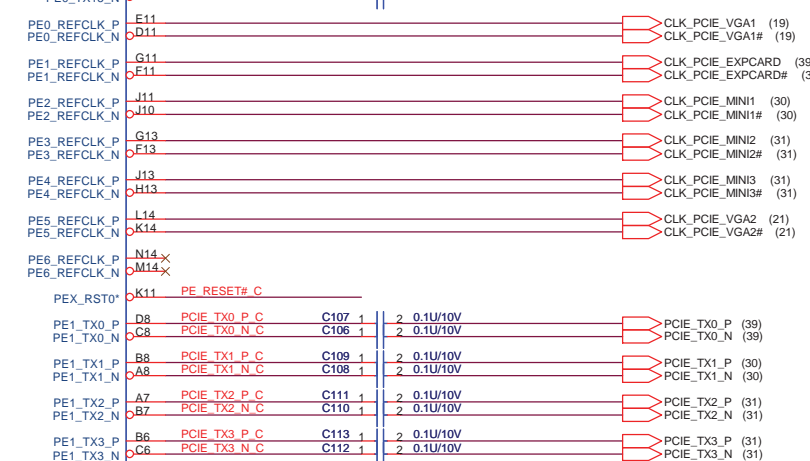 PE0_REFCLK_P E11 CLK_PCIE_VGA1 (19)
PE0_REFCLK_N D11 CLK_PCIE_VGA1# (19)
PE1_REFCLK_P G11 CLK_PCIE_EXPCARD (39
PE1_REFCLK_N F11 CLK_PCIE_EXPCARD#
PE2_REFCLK_P J11 CLK_PCIE_MINI1 (30)
PE2_REFCLK_N J10 CLK_PCIE_MINI1# (30)
PE3_REFCLK_P G13 CLK_PCIE_MINI2 (31)
PE3_REFCLK_N F13 CLK_PCIE_MINI2# (31)
PE4_REFCLK_P J13 CLK_PCIE_MINI3 (31)
PE4_REFCLK_N H13 CLK_PCIE_MINI3# (31)
PE5_REFCLK_P L14 CLK_PCIE_VGA2 (21)
PE5_REFCLK_N K14 CLK_PCIE_VGA2# (21)
PE6_REFCLK_P N14
PE6_REFCLK_N M14
PEX_RST0* K11 PE_RESET#_C
PE1_TX0_P D8 PCIE_TX0_P_C C107 1 2 0.1U/10V PCIE_TX0_P (39)
PE1_TX0_N C8 PCIE_TX0_N_C C106 1 2 0.1U/10V PCIE_TX0_N (39)
PE1_TX1_P B8 PCIE_TX1_P_C C109 1 2 0.1U/10V PCIE_TX1_P (30)
PE1_TX1_N A8 PCIE_TX1_N_C C108 1 2 0.1U/10V PCIE_TX1_N (30)
PE1_TX2_P A7 PCIE_TX2_P_C C111 1 2 0.1U/10V PCIE_TX2_P (31)
PE1_TX2_N B7 PCIE_TX2_N_C C110 1 2 0.1U/10V PCIE_TX2_N (31)
PE1_TX3_P B6 PCIE_TX3_P_C C113 1 2 0.1U/10V PCIE_TX3_P (31)
PE1_TX3_N C6 PCIE_TX3_N_C C112 1 2 0.1U/10V PCIE_TX3_N (31)